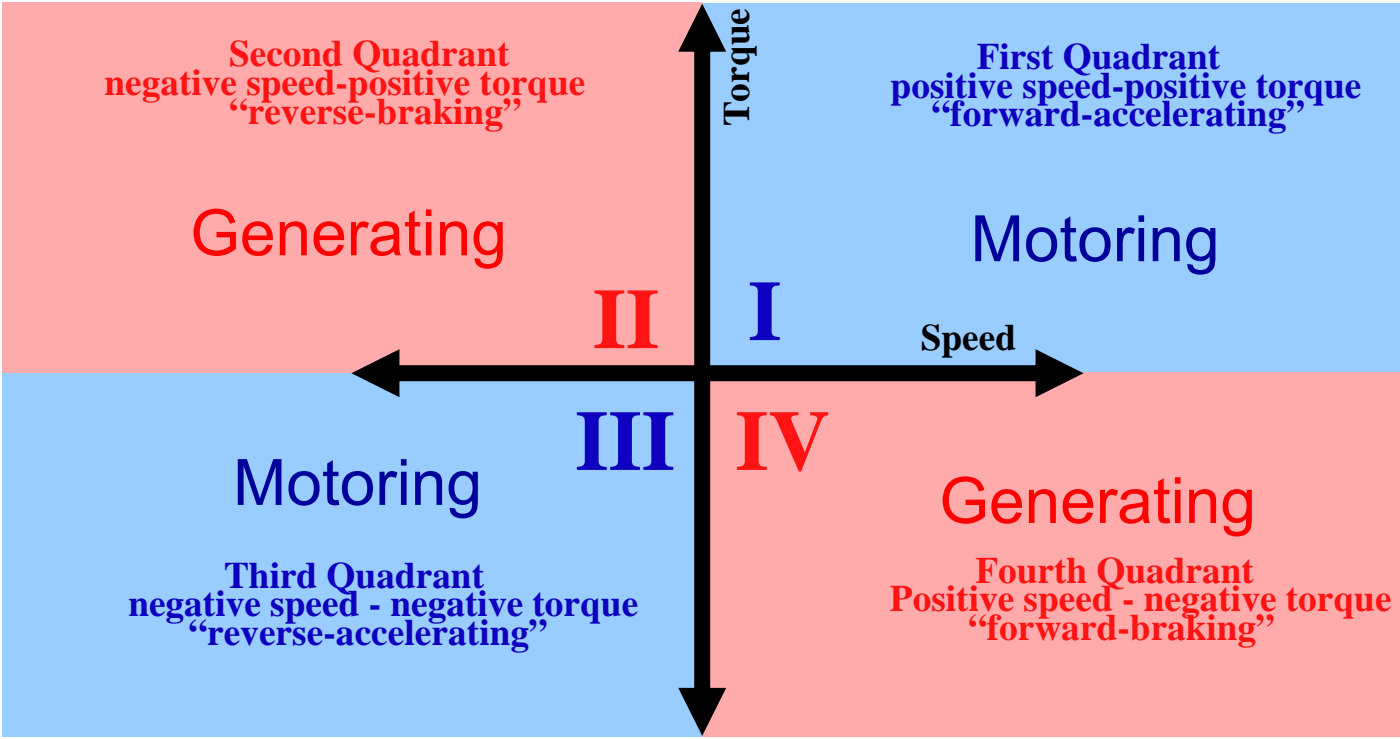 Second Quadrant
negative speed-positive torque
“reverse-braking”
Generating
II
Torque
First Quadrant
positive speed-positive torque
“forward-accelerating”
Motoring
I
Speed
III
Motoring
Third Quadrant
negative speed - negative torque
“reverse-accelerating”
IV
Generating
Fourth Quadrant
Positive speed - negative torque
“forward-braking”